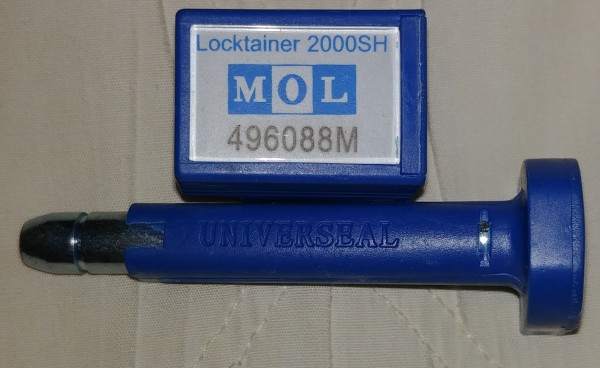 Locktainer 2000SH
MOL
496088M
UNIVERSEAL